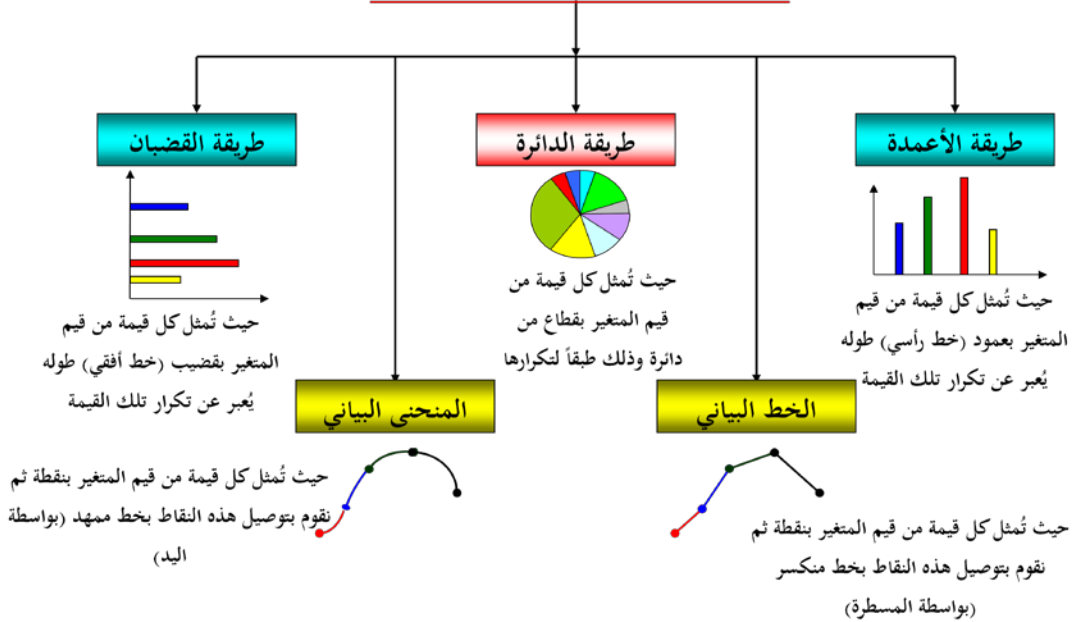 طريقة الأعمدة
حيث تُمثل كل قيمة من قيم
المتغير بعمود (خط رأسي) طوله
يُعبر عن تكرار تلك القيمة
طريقة الدائرة
حيث تُمثل كل قيمة من
قيم المتغير بقطاع من
دائرة وذلك طبقاً لتكرارها
طريقة القضبان
حيث تُمثل كل قيمة من قيم
المتغير بقضيب (خط أفقي) طوله
يُعبر عن تكرار تلك القيمة
الخط البياني
حيث تُمثل كل قيمة من قيم المتغير بنقطة ثم
نقوم بتوصيل هذه النقاط بخط منكسر
(بواسطة المسطرة)
المنحنى البياني
حيث تُمثل كل قيمة من قيم المتغير بنقطة ثم
نقوم بتوصيل هذه النقاط بخط ممهد (بواسطة
اليد)